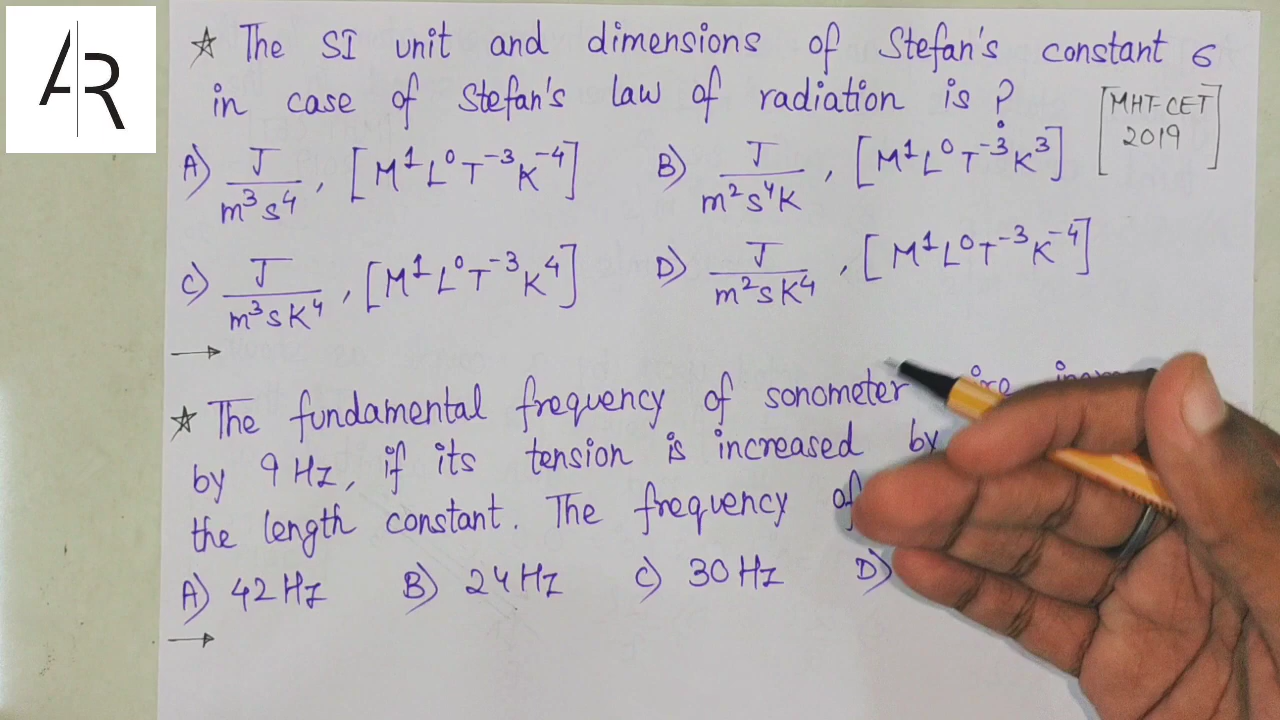 AR
☆ The SI unit and dimensions of Stefan's constant σ
in case of Stefan's law of radiation is ?
[MHT-CET
2019]
A) J/m³s⁴, [M¹L⁰T⁻³K⁻⁴] B) J/m²s⁴K, [M¹L⁰T⁻³K³]
C) J/m³sK⁴, [M¹L⁰T⁻³K⁴] D) J/m²sK⁴, [M¹L⁰T⁻³K⁻⁴]
→
☆ The fundamental frequency of sonometer
by 9 Hz, if its tension is increased by
the length constant. The frequency of
A) 42 Hz B) 24 Hz C) 30 Hz D)
→